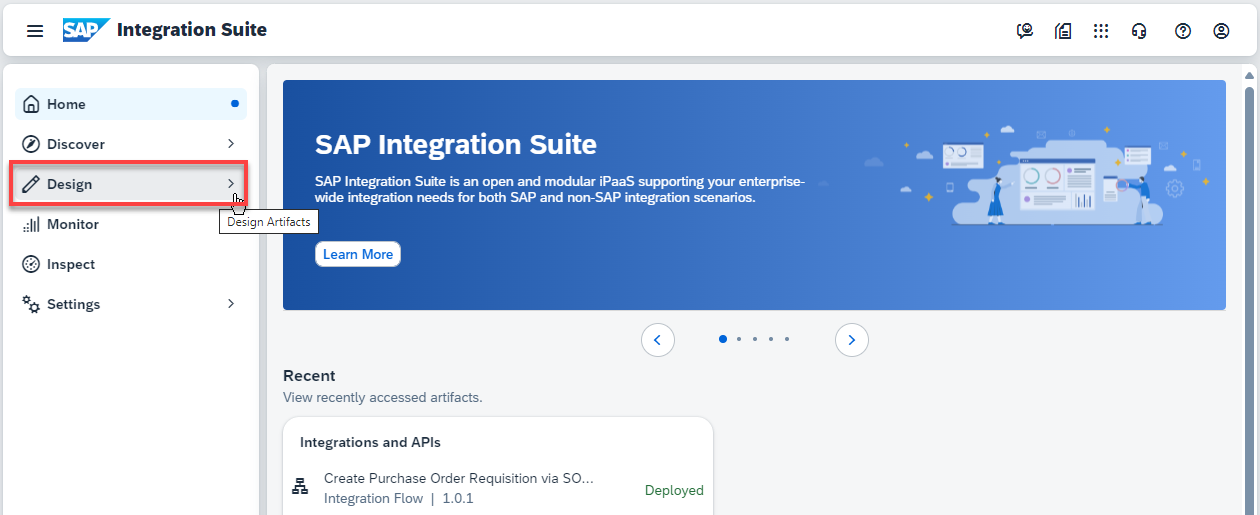 SAP Integration Suite
Home
Discover
Design
Design Artifacts
Monitor
Inspect
Settings
SAP Integration Suite
SAP Integration Suite is an open and modular iPaaS supporting your enterprise-
wide integration needs for both SAP and non-SAP integration scenarios.
Learn More
Recent
View recently accessed artifacts.
Integrations and APIs
Create Purchase Order Requisition via SO...
Integration Flow | 1.0.1
Deployed